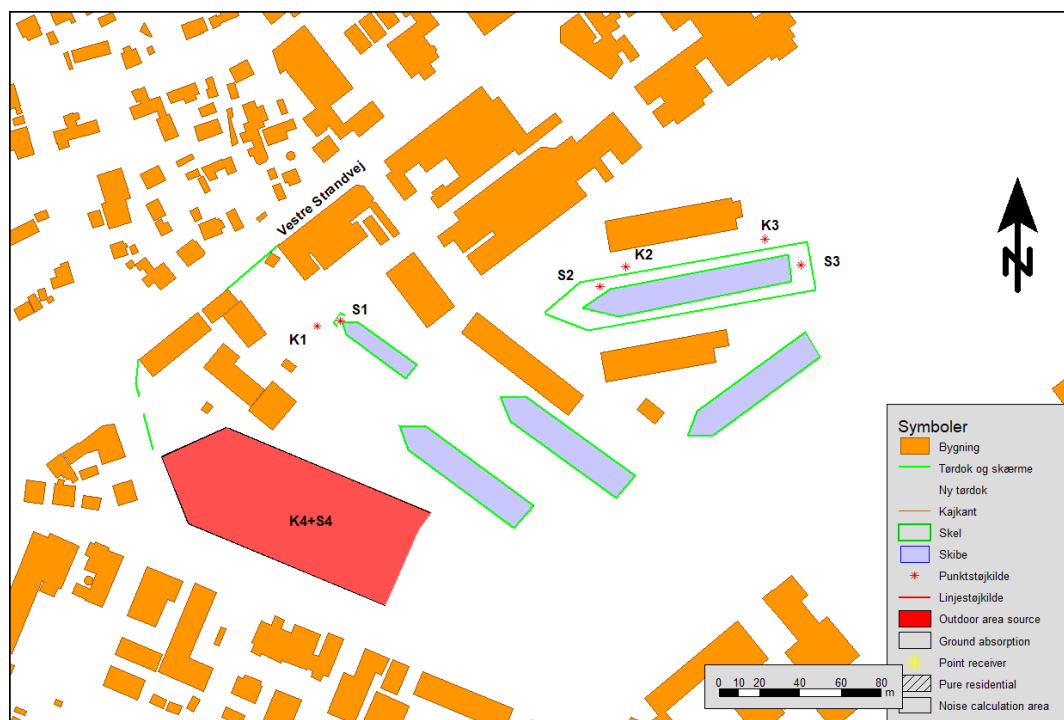 Vestre Strandvej
K3
K2
S2
S3
S1
K1
K4+S4
N
Symboler
Bygning
Tørdok og skærme
Ny tørdok
Kajkant
Skel
Skibe
Punktstøjkilde
Linjestøjkilde
Outdoor area source
Ground absorption
Point receiver
Pure residential
Noise calculation area
0 10 20 40 60 80
m